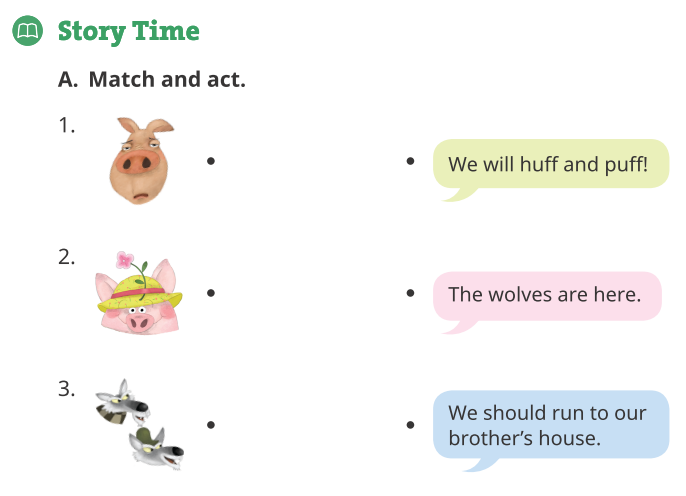 Story Time
A. Match and act.
1.
We will huff and puff!
2.
The wolves are here.
3.
We should run to our
brother’s house.